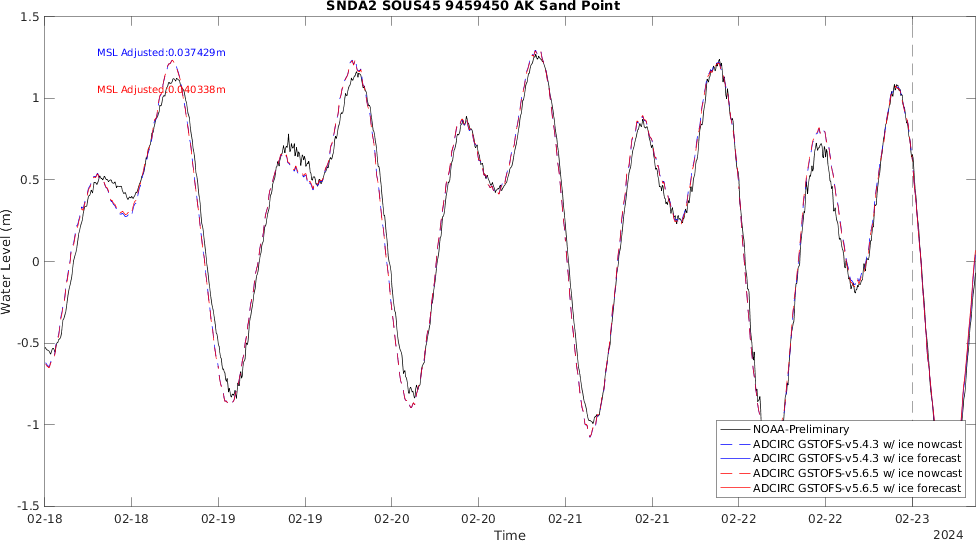 SNDA2 SOUS45 9459450 AK Sand Point
1.5
MSL Adjusted:0.037429m
1
MSL Adjusted:0.040338m
0.5
Water Level (m)
0
-0.5
-1
-1.5
NOAA-Preliminary
ADCIRC GSTOFS-v5.4.3 w/ ice nowcast
ADCIRC GSTOFS-v5.4.3 w/ ice forecast
ADCIRC GSTOFS-v5.6.5 w/ ice nowcast
ADCIRC GSTOFS-v5.6.5 w/ ice forecast
02-18 02-18 02-19 02-19 02-20 02-20 02-21 02-21 02-22 02-22 02-23
Time
2024